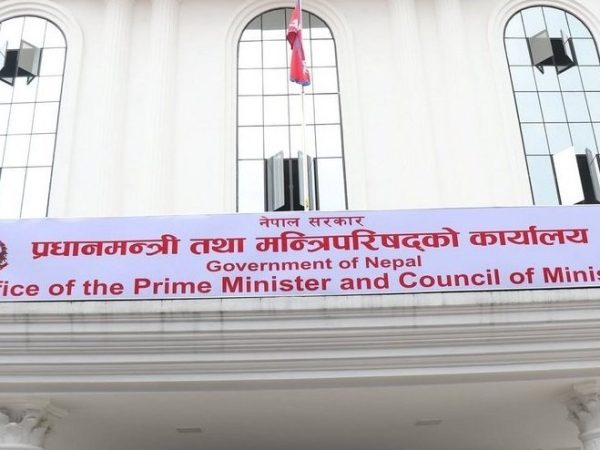 नेपाल सरकार
प्रधानमन्त्री तथा मन्त्रिपरिषद्को कार्यालय
Government of Nepal
ffice of the Prime Minister and Council of Minis